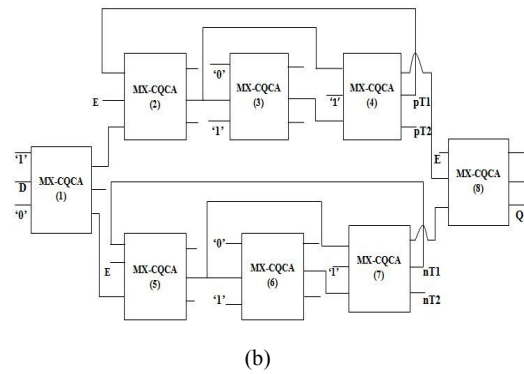 MX-CQCA
(2)
MX-CQCA
(3)
MX-CQCA
(4)
‘0’
‘1’
‘1’
E
pT1
pT2
‘1’
D
‘0’
MX-CQCA
(1)
E
MX-CQCA
(8)
Q
MX-CQCA
(5)
MX-CQCA
(6)
MX-CQCA
(7)
‘0’
‘1’
‘1’
E
nT1
nT2
(b)